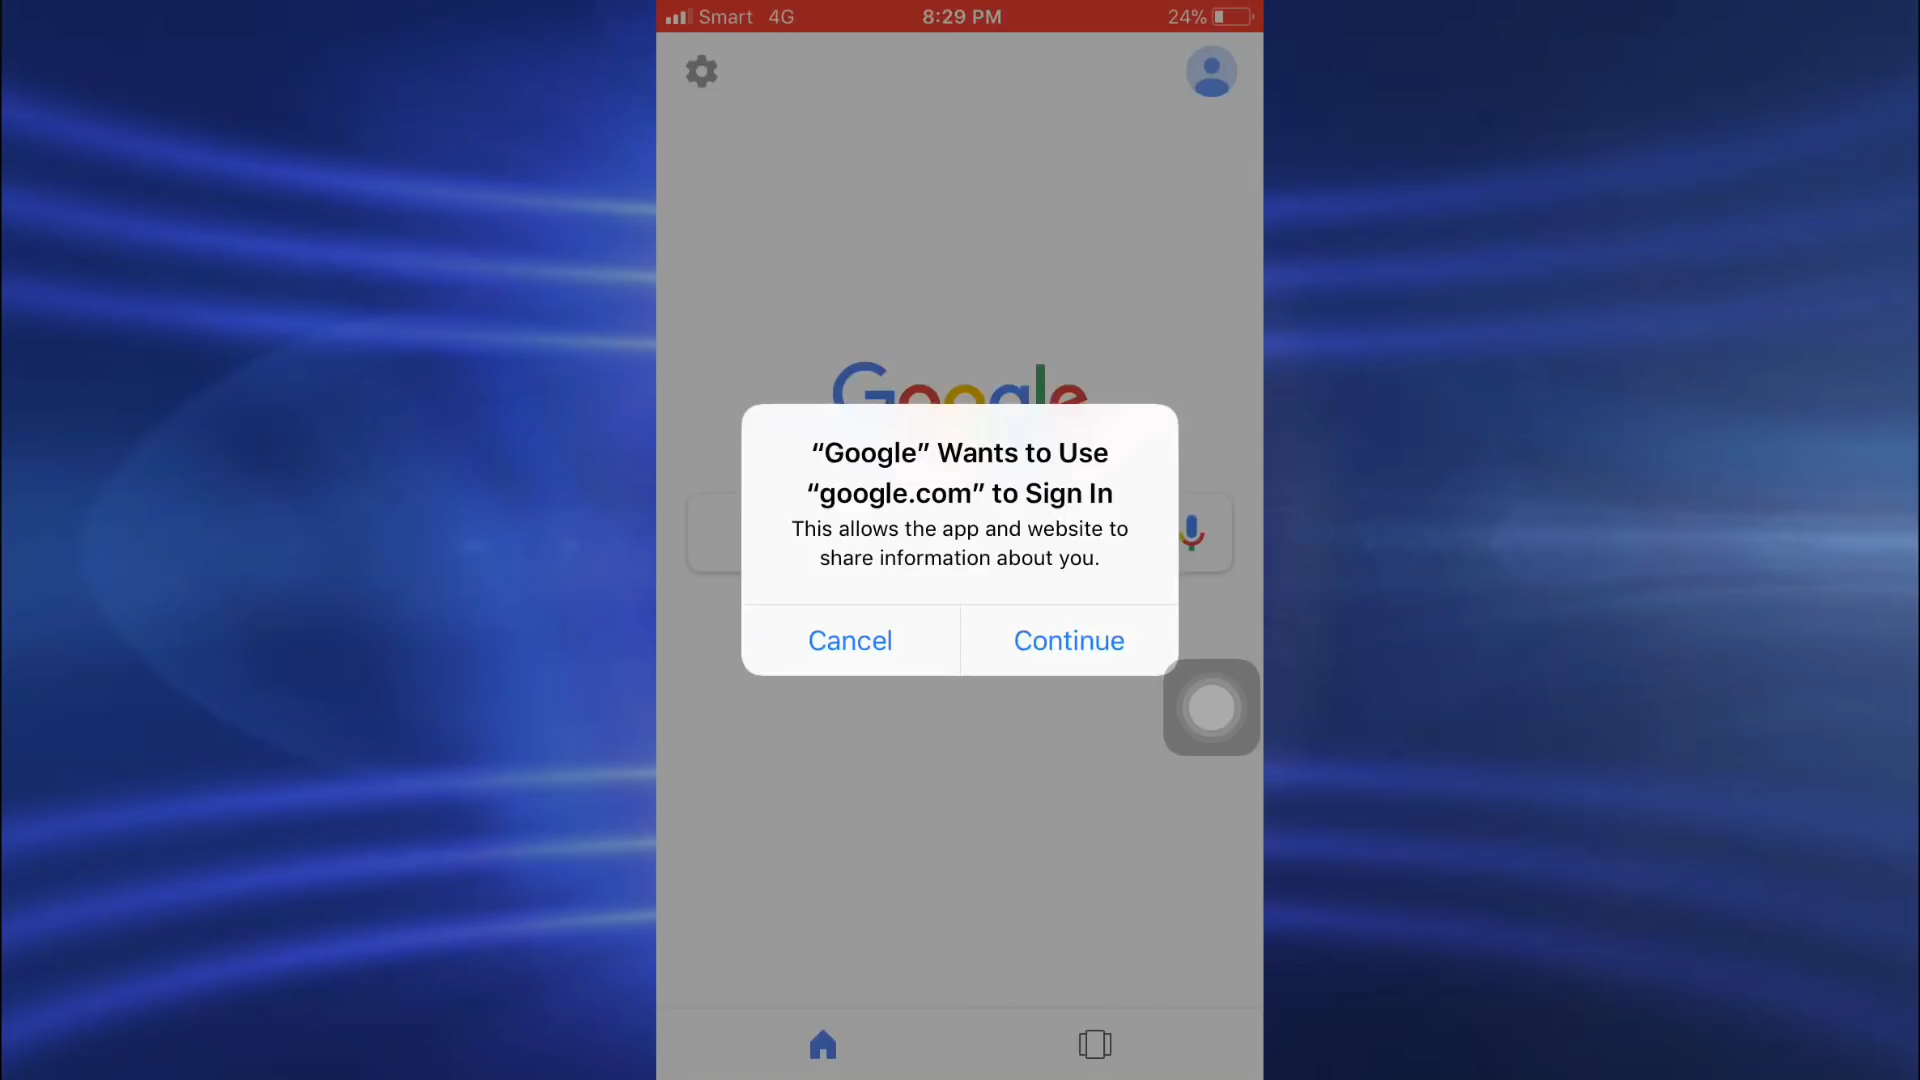 Smart 4G 8:29 PM 24%
Google
“Google” Wants to Use
“google.com” to Sign In
This allows the app and website to
share information about you.
Cancel Continue